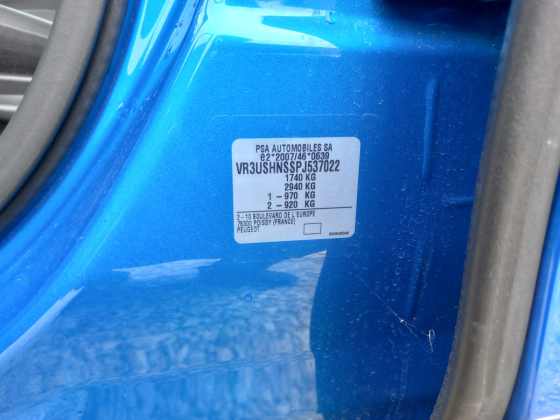 PSA AUTOMOBILES SA
e2*2007/46*0639
VR3USHNSSPJ537022
1740 KG
2940 KG
1 - 970 KG
2 - 920 KG
2-10 BOULEVARD DE L'EUROPE
78300 POISSY (FRANCE)
PEUGEOT